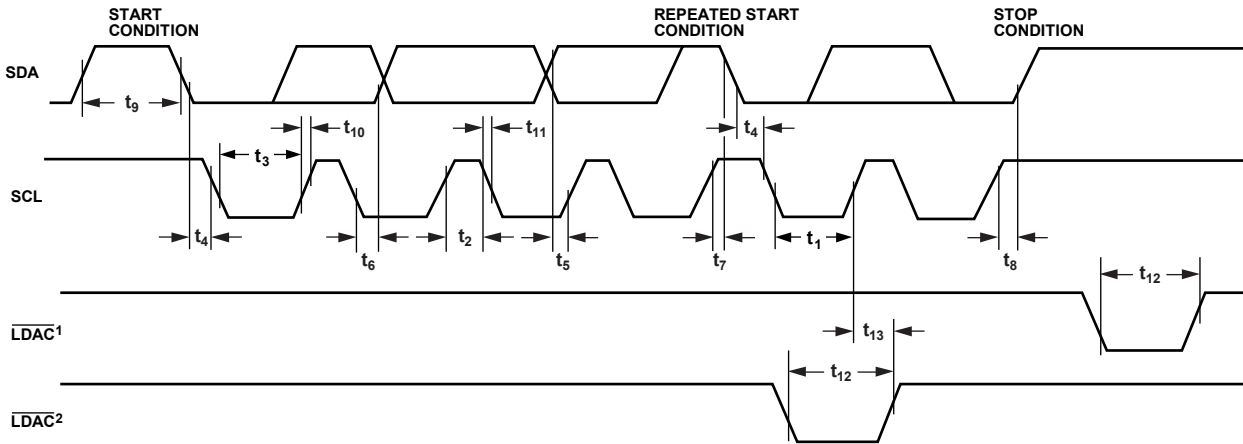 START
CONDITION
REPEATED START
CONDITION
STOP
CONDITION
SDA
t9
t10
t11
t4
t3
SCL
t4
t6
t2
t5
t7
t1
t8
t12
LDAC1
t13
t12
LDAC2